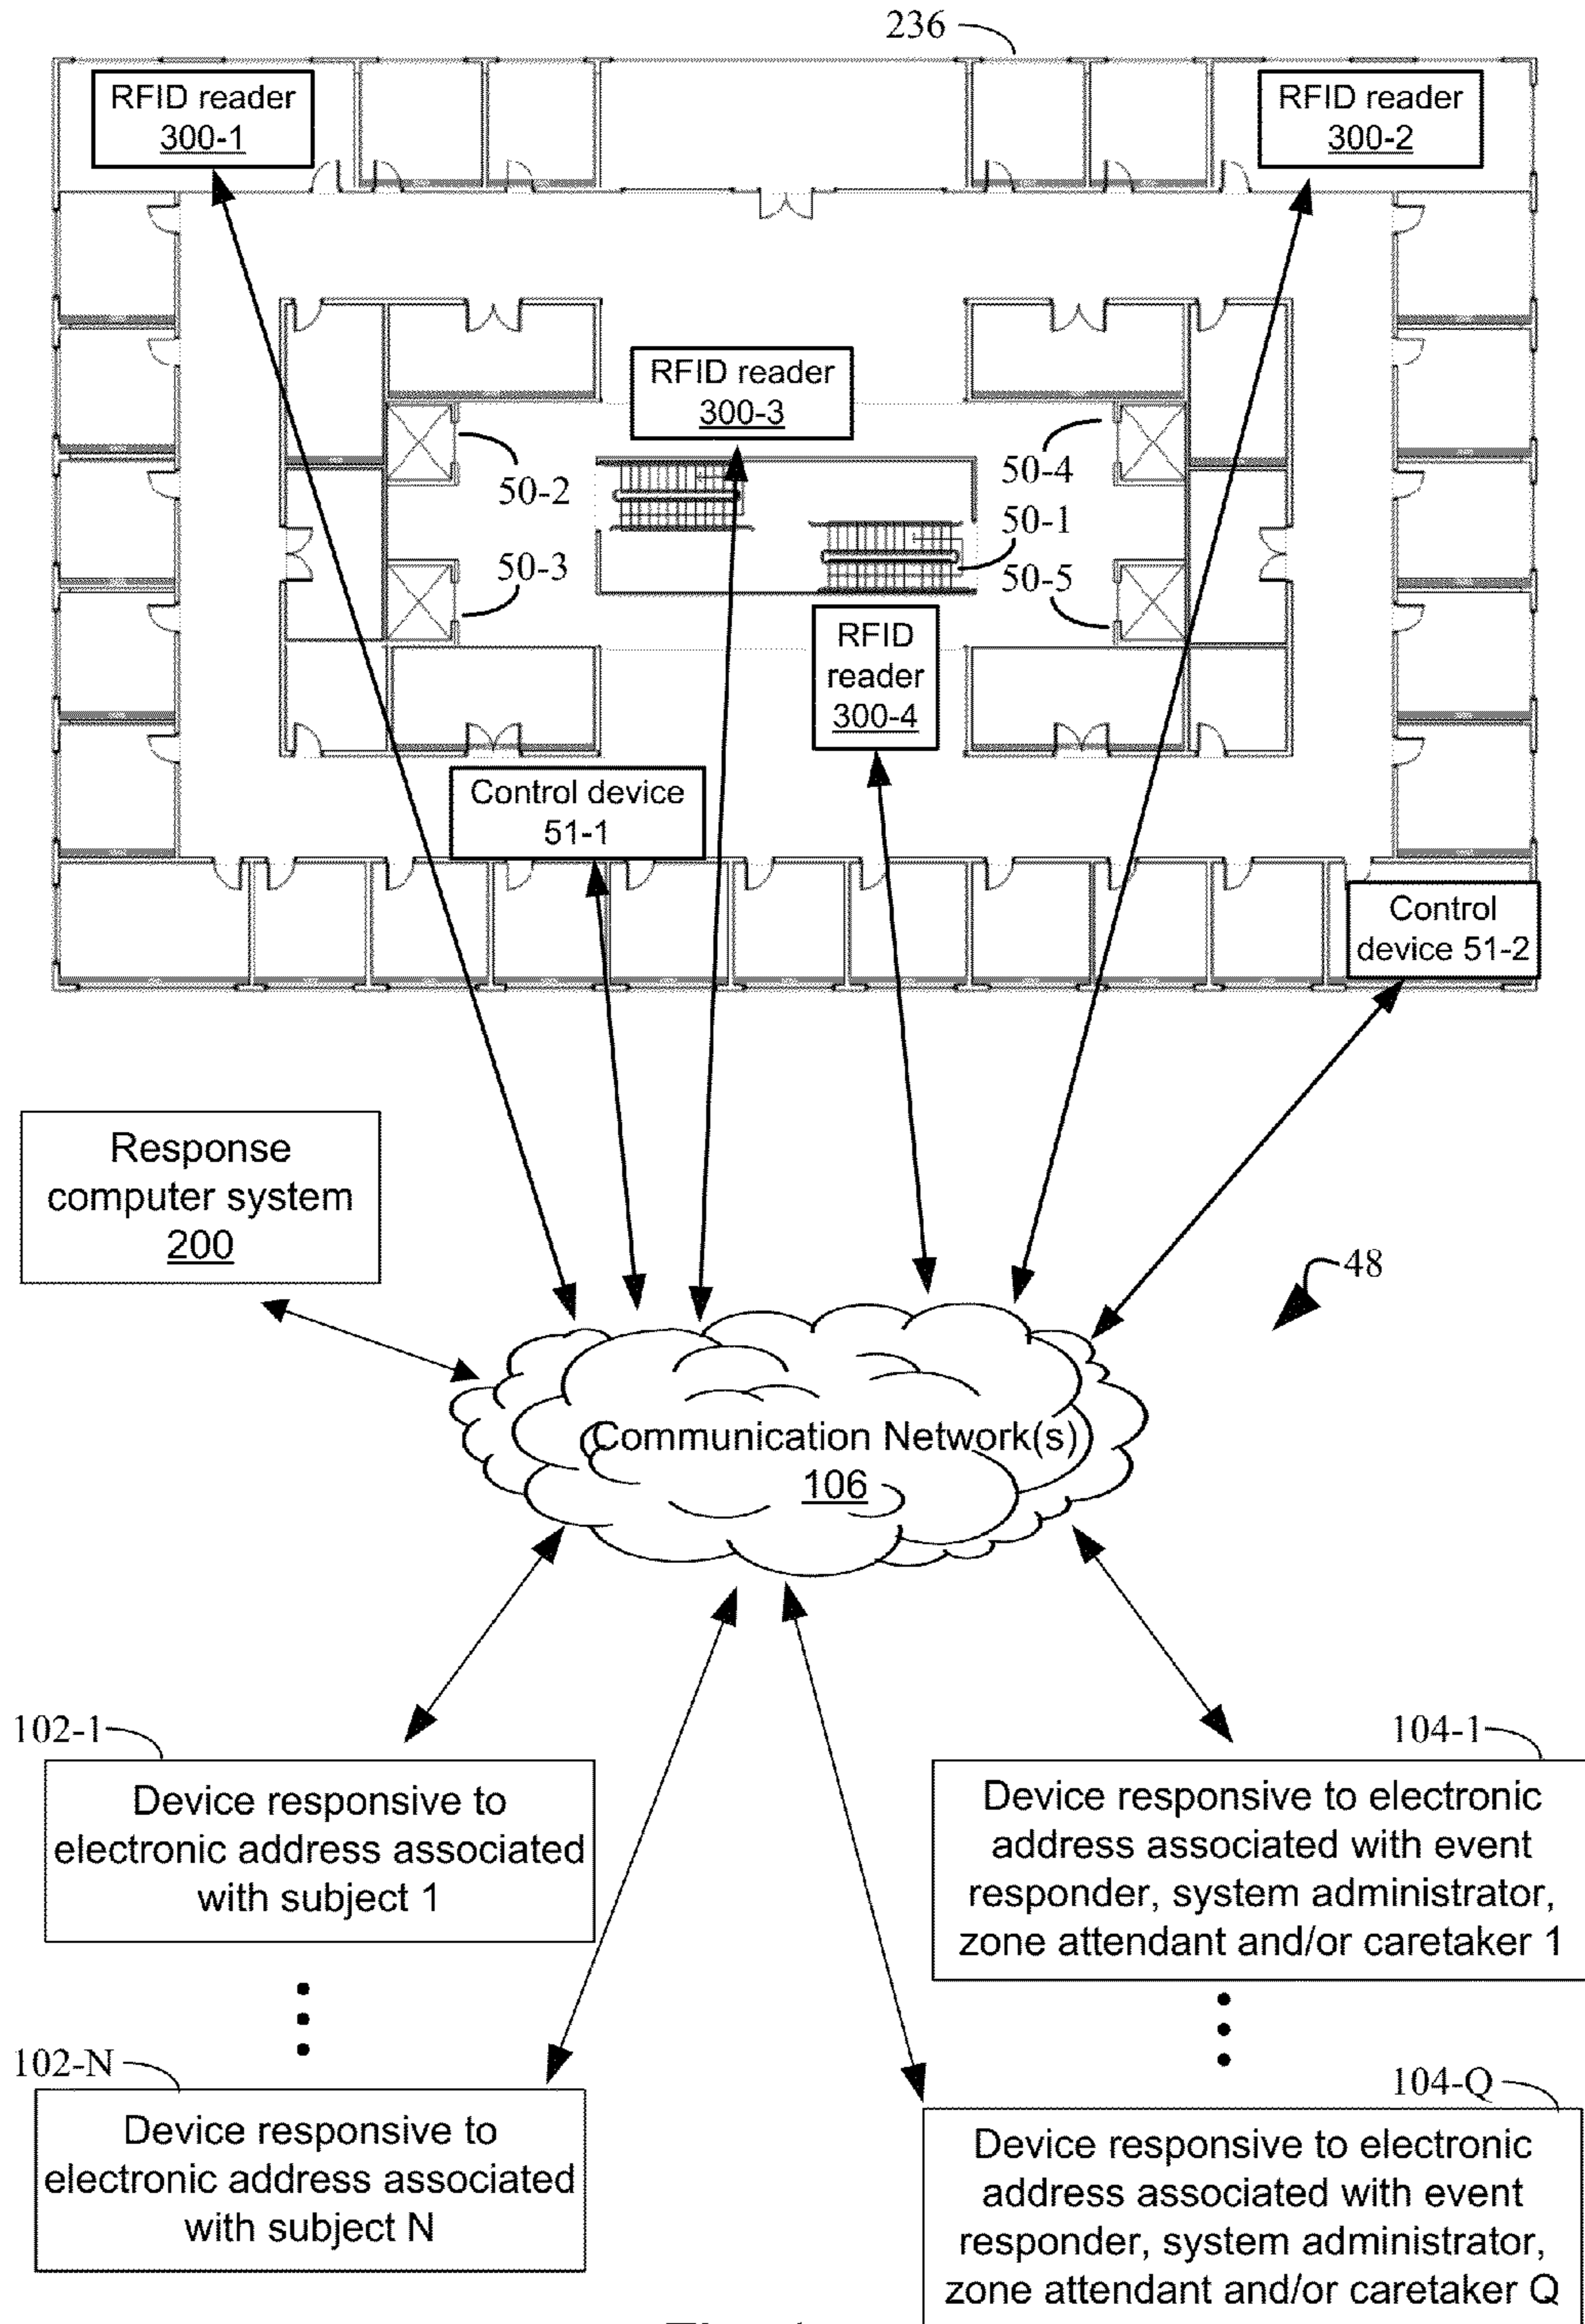 236
RFID reader
300-1
RFID reader
300-2
RFID reader
300-3
50-2
50-4
50-1
50-3
50-5
RFID
reader
300-4
Control device
51-1
Control
device 51-2
Response
computer system
200
48
Communication Network(s)
106
102-1
Device responsive to
electronic address associated
with subject 1
104-1
Device responsive to electronic
address associated with event
responder, system administrator,
zone attendant and/or caretaker 1
102-N
Device responsive to
electronic address associated
with subject N
104-Q
Device responsive to electronic
address associated with event
responder, system administrator,
zone attendant and/or caretaker Q